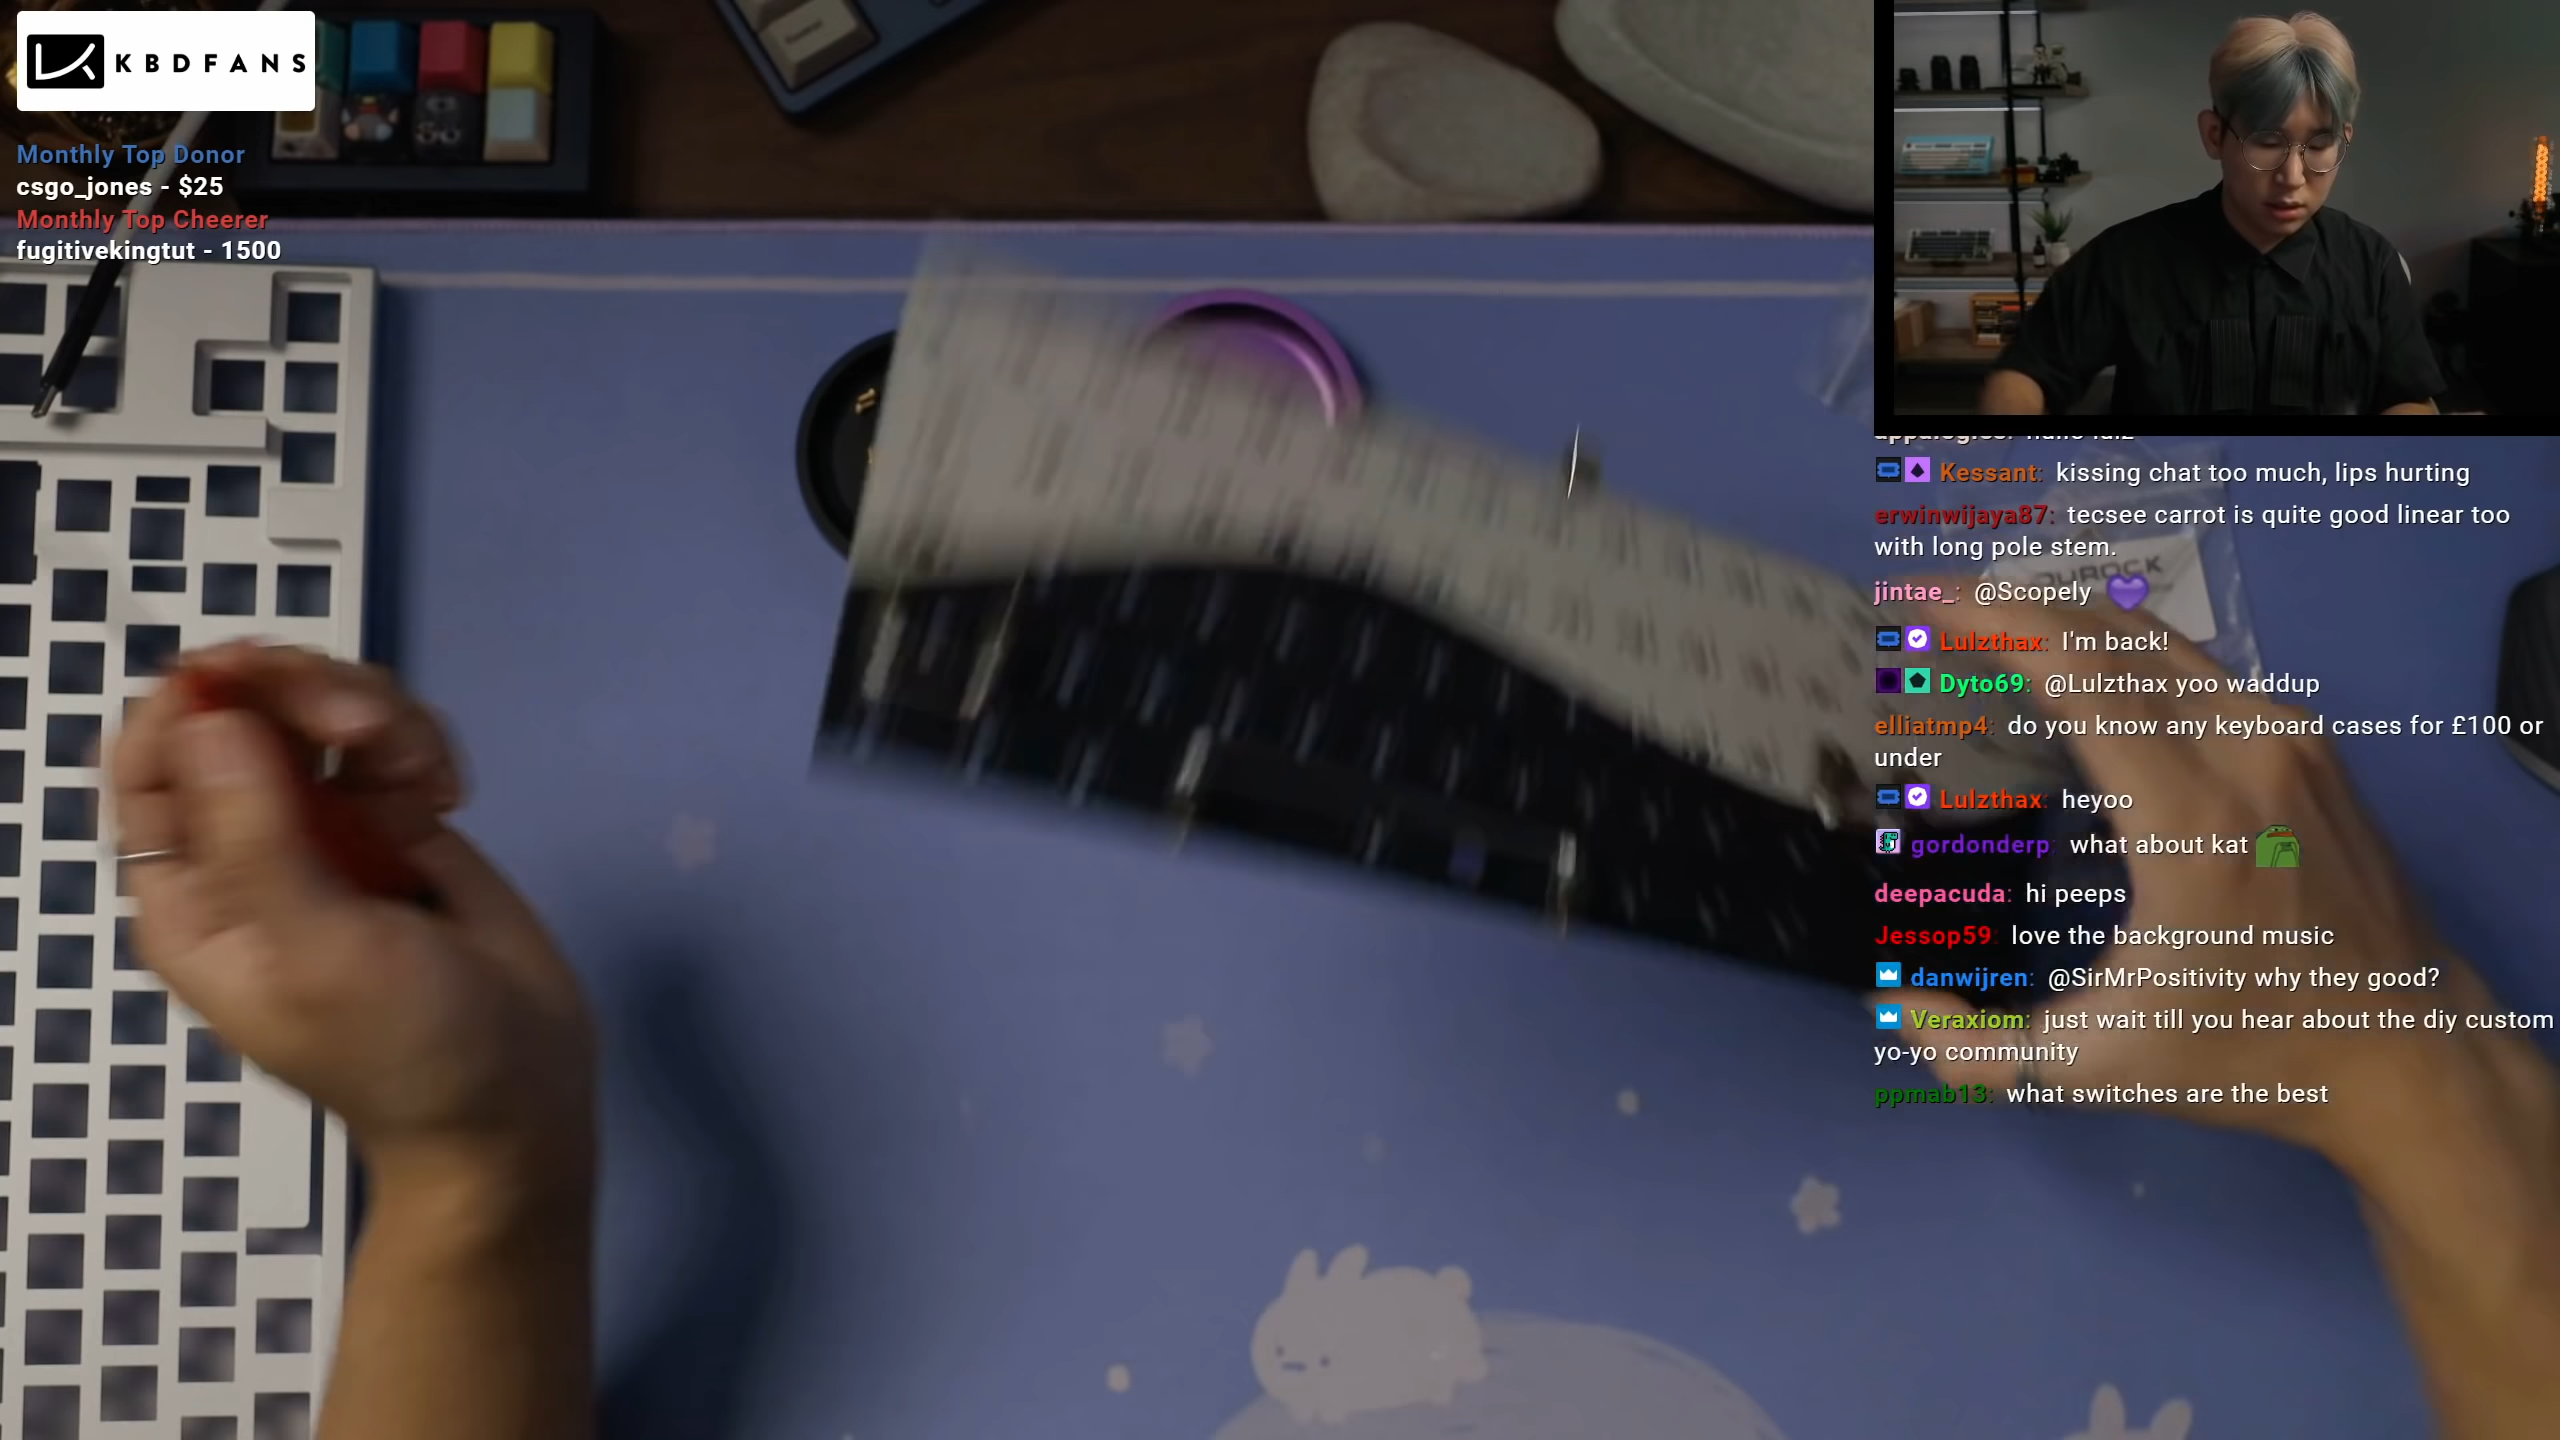 KBDFANS
Monthly Top Donor
csgo_jones - $25
Monthly Top Cheerer
fugitivekingtut - 1500
Kessant: kissing chat too much, lips hurting
erwinwijaya87: tecsee carrot is quite good linear too
with long pole stem.
DUROCK
jintae_: @Scopely
Lulzthax: I'm back!
Dyto69: @Lulzthax yoo waddup
elliatmp4: do you know any keyboard cases for £100 or
under
Lulzthax: heyoo
gordonderp: what about kat
deepacuda: hi peeps
Jessop59: love the background music
danwijren: @SirMrPositivity why they good?
Veraxiom: just wait till you hear about the diy custom
yo-yo community
ppmab13: what switches are the best